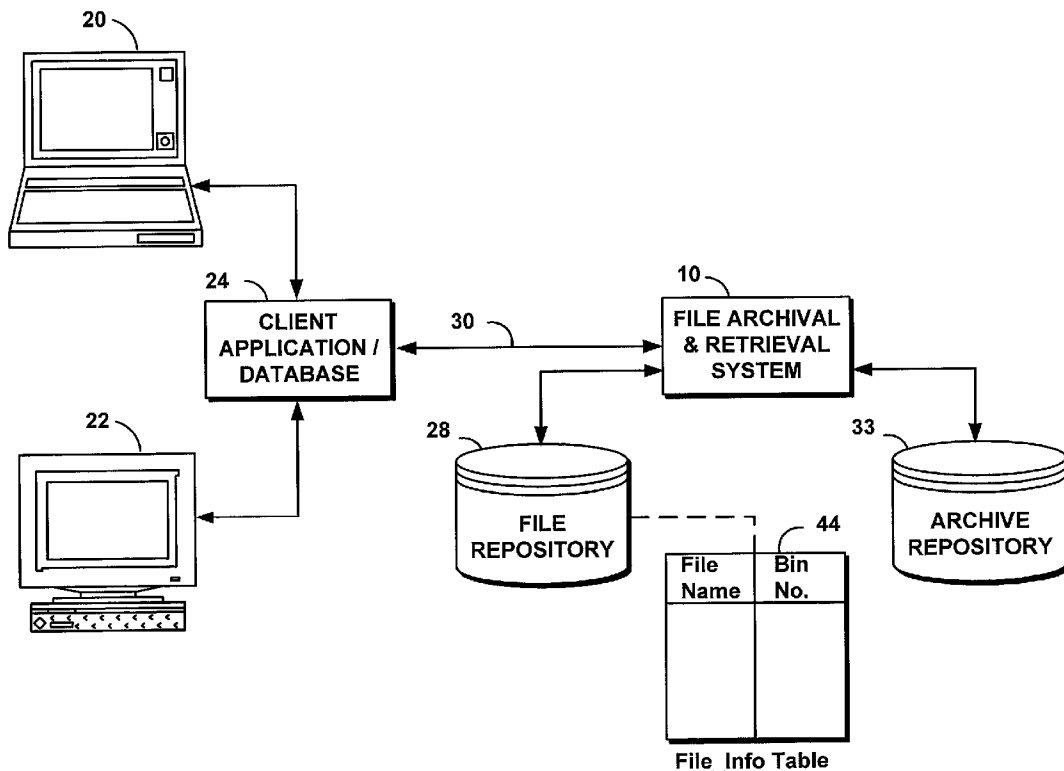 20
24
CLIENT
APPLICATION /
DATABASE
30
10
FILE ARCHIVAL
& RETRIEVAL
SYSTEM
22
28
FILE
REPOSITORY
33
ARCHIVE
REPOSITORY
44
File
Name
Bin
No.
File Info Table